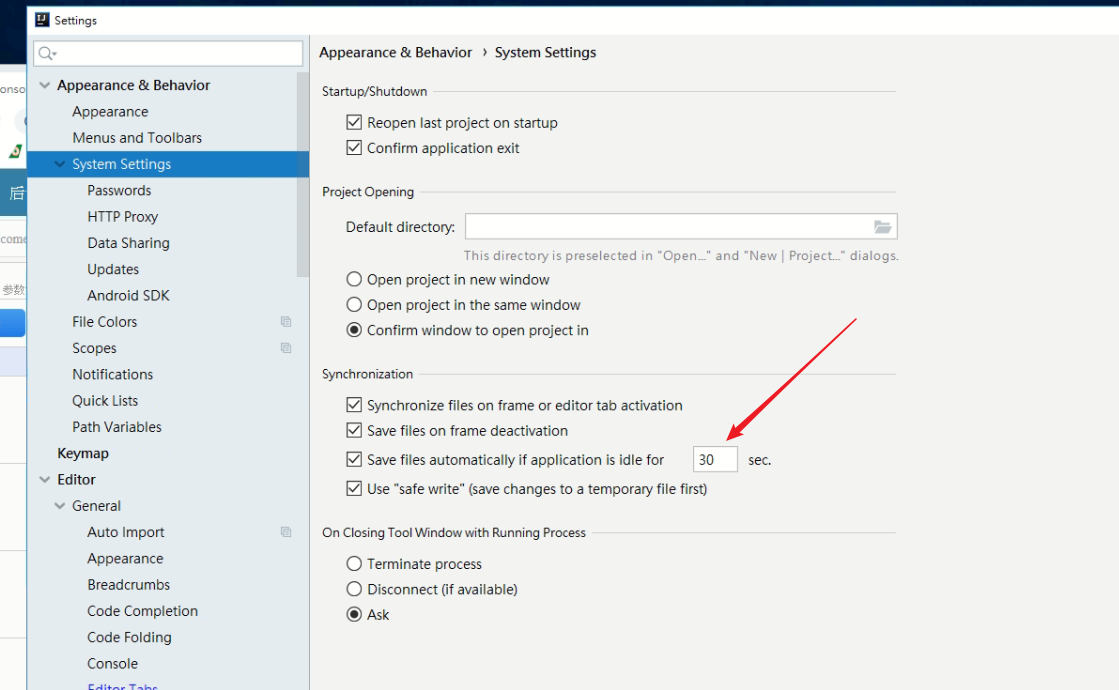 Settings
Appearance & Behavior › System Settings
Appearance & Behavior
Appearance
Menus and Toolbars
System Settings
Passwords
HTTP Proxy
Data Sharing
Updates
Android SDK
File Colors
Scopes
Notifications
Quick Lists
Path Variables
Keymap
Editor
General
Auto Import
Appearance
Breadcrumbs
Code Completion
Code Folding
Console
Editor Tabs
Startup/Shutdown
Reopen last project on startup
Confirm application exit
Project Opening
Default directory:
This directory is preselected in "Open..." and "New | Project..." dialogs.
Open project in new window
Open project in the same window
Confirm window to open project in
Synchronization
Synchronize files on frame or editor tab activation
Save files on frame deactivation
Save files automatically if application is idle for 30 sec.
Use "safe write" (save changes to a temporary file first)
On Closing Tool Window with Running Process
Terminate process
Disconnect (if available)
Ask
后
参数